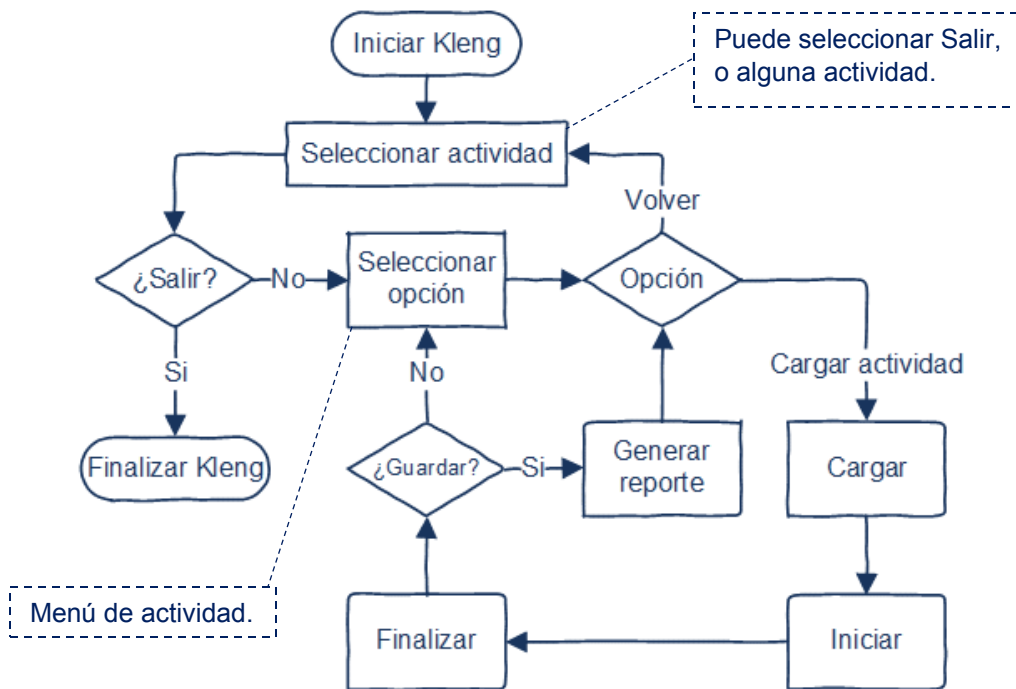 Iniciar Kleng
Puede seleccionar Salir,
o alguna actividad.
Seleccionar actividad
Volver
¿Salir?
No
Seleccionar
opción
Opción
Si
No
Cargar actividad
Finalizar Kleng
¿Guardar?
Si
Generar
reporte
Cargar
Menú de actividad.
Finalizar
Iniciar